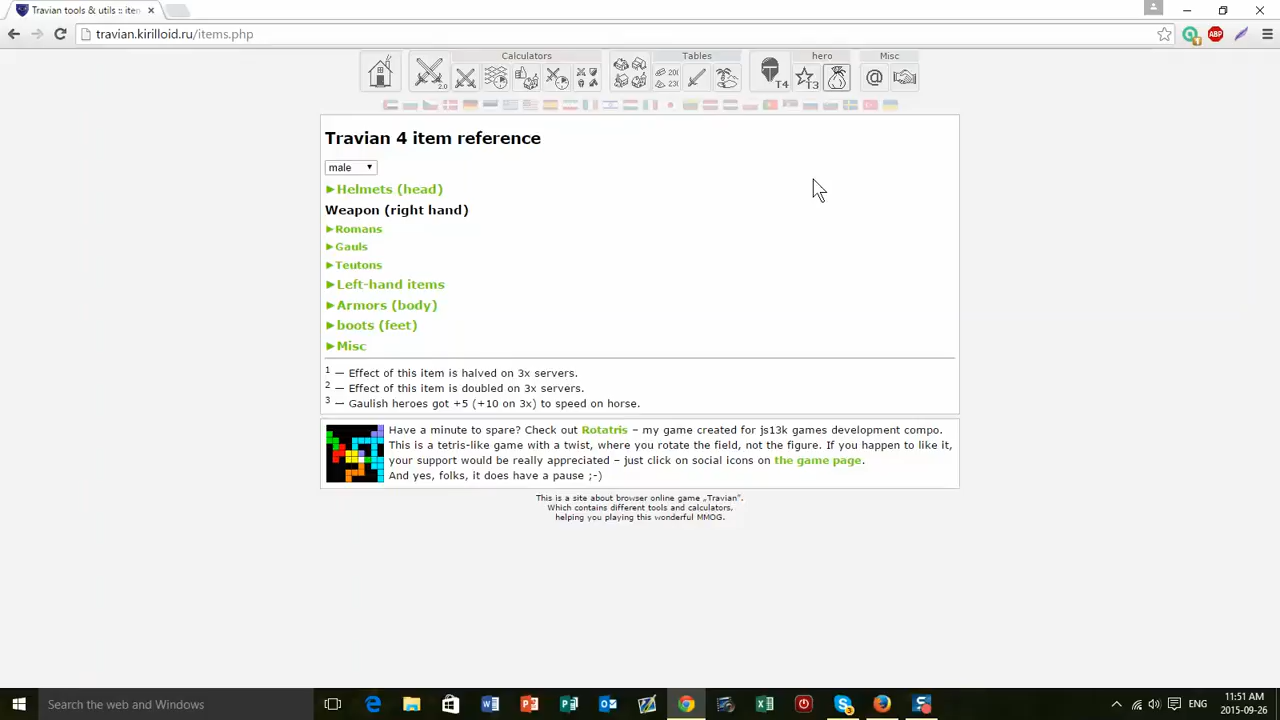 Travian tools & utils :: iten
travian.kirilloid.ru/items.php
ABP
Calculators
Tables
hero
Misc
2.0
T4
T3
@
Travian 4 item reference
male
Helmets (head)
Weapon (right hand)
Romans
Gauls
Teutons
Left-hand items
Armors (body)
boots (feet)
Misc
1 — Effect of this item is halved on 3x servers.
2 — Effect of this item is doubled on 3x servers.
3 — Gaulish heroes got +5 (+10 on 3x) to speed on horse.
Have a minute to spare? Check out Rotatris – my game created for js13k games development compo.
This is a tetris-like game with a twist, where you rotate the field, not the figure. If you happen to like it,
your support would be really appreciated – just click on social icons on the game page.
And yes, folks, it does have a pause ;-)
This is a site about browser online game „Travian”.
Which contains different tools and calculators,
helping you playing this wonderful MMOG.
Search the web and Windows
11:51 AM
2015-09-26